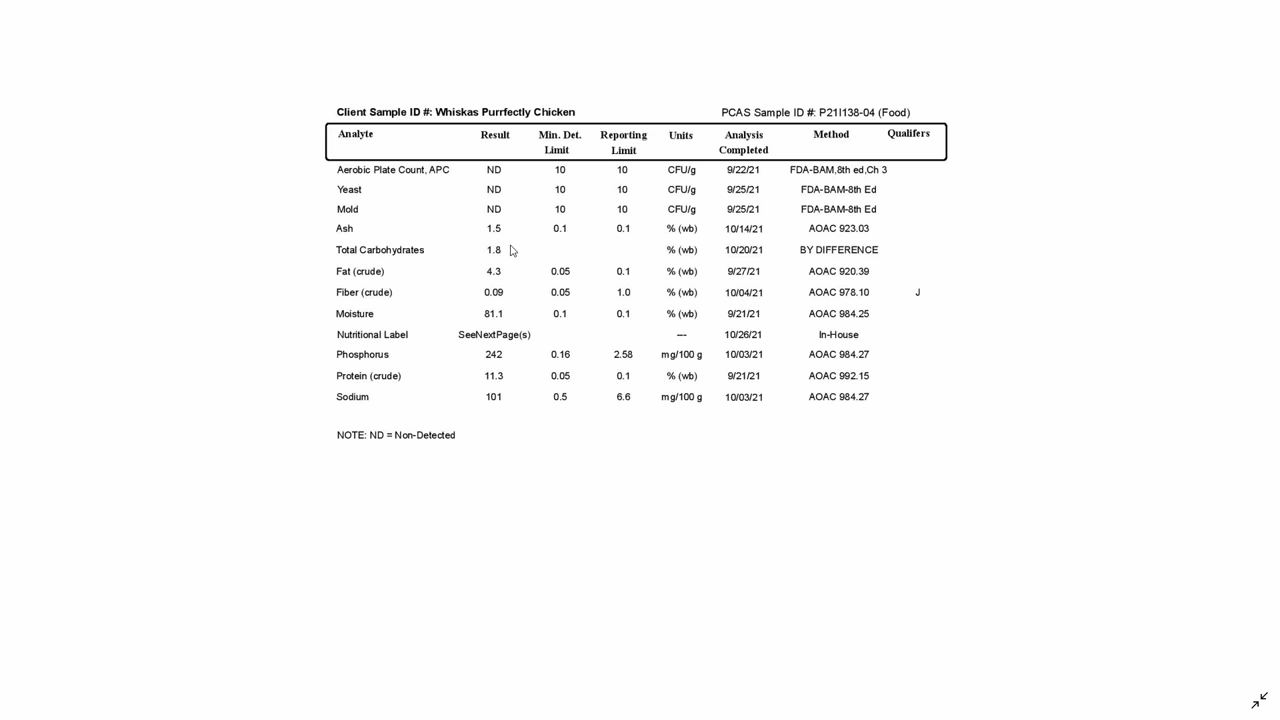 Client Sample ID #: Whiskas Purrfectly Chicken PCAS Sample ID #: P21I138-04 (Food)
Analyte Result Min. Det. Limit Reporting Limit Units Analysis Completed Method Qualifers
Aerobic Plate Count, APC ND 10 10 CFU/g 9/22/21 FDA-BAM,8th ed,Ch 3
Yeast ND 10 10 CFU/g 9/25/21 FDA-BAM-8th Ed
Mold ND 10 10 CFU/g 9/25/21 FDA-BAM-8th Ed
Ash 1.5 0.1 0.1 % (wb) 10/14/21 AOAC 923.03
Total Carbohydrates 1.8 % (wb) 10/20/21 BY DIFFERENCE
Fat (crude) 4.3 0.05 0.1 % (wb) 9/27/21 AOAC 920.39
Fiber (crude) 0.09 0.05 1.0 % (wb) 10/04/21 AOAC 978.10 J
Moisture 81.1 0.1 0.1 % (wb) 9/21/21 AOAC 984.25
Nutritional Label SeeNextPage(s) --- 10/26/21 In-House
Phosphorus 242 0.16 2.58 mg/100 g 10/03/21 AOAC 984.27
Protein (crude) 11.3 0.05 0.1 % (wb) 9/21/21 AOAC 992.15
Sodium 101 0.5 6.6 mg/100 g 10/03/21 AOAC 984.27
NOTE: ND = Non-Detected